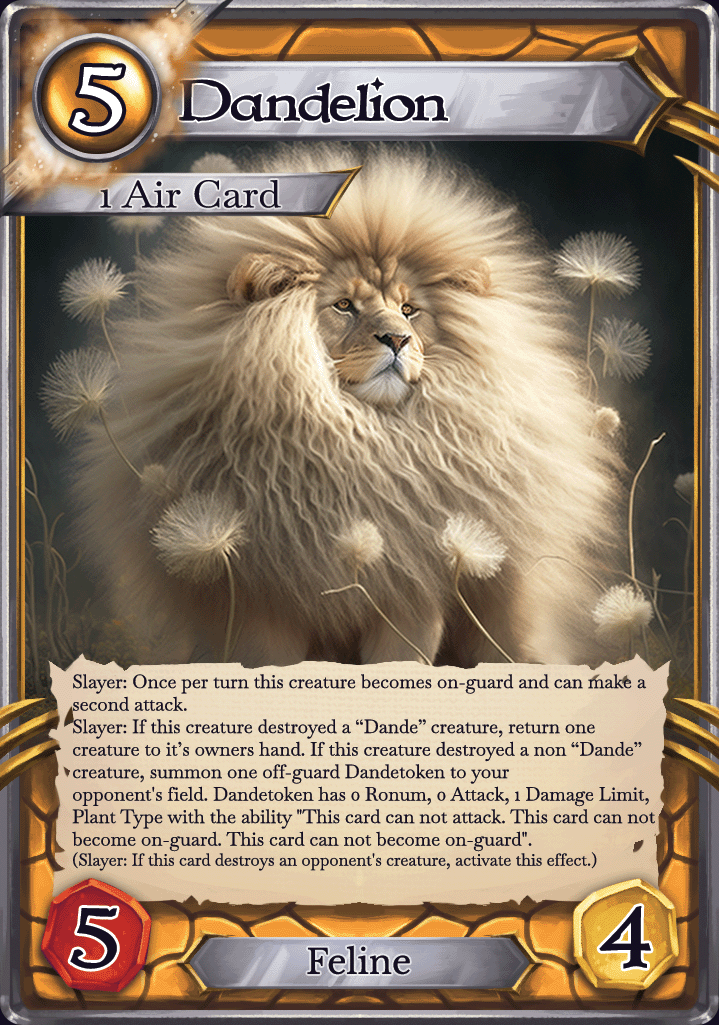 5
Dandelion
1 Air Card
Slayer: Once per turn this creature becomes on-guard and can make a
second attack.
Slayer: If this creature destroyed a “Dande” creature, return one
creature to it’s owners hand. If this creature destroyed a non “Dande”
creature, summon one off-guard Dandetoken to your
opponent's field. Dandetoken has 0 Ronum, 0 Attack, 1 Damage Limit,
Plant Type with the ability "This card can not attack. This card can not
become on-guard. This card can not become on-guard".
(Slayer: If this card destroys an opponent's creature, activate this effect.)
5
Feline
4